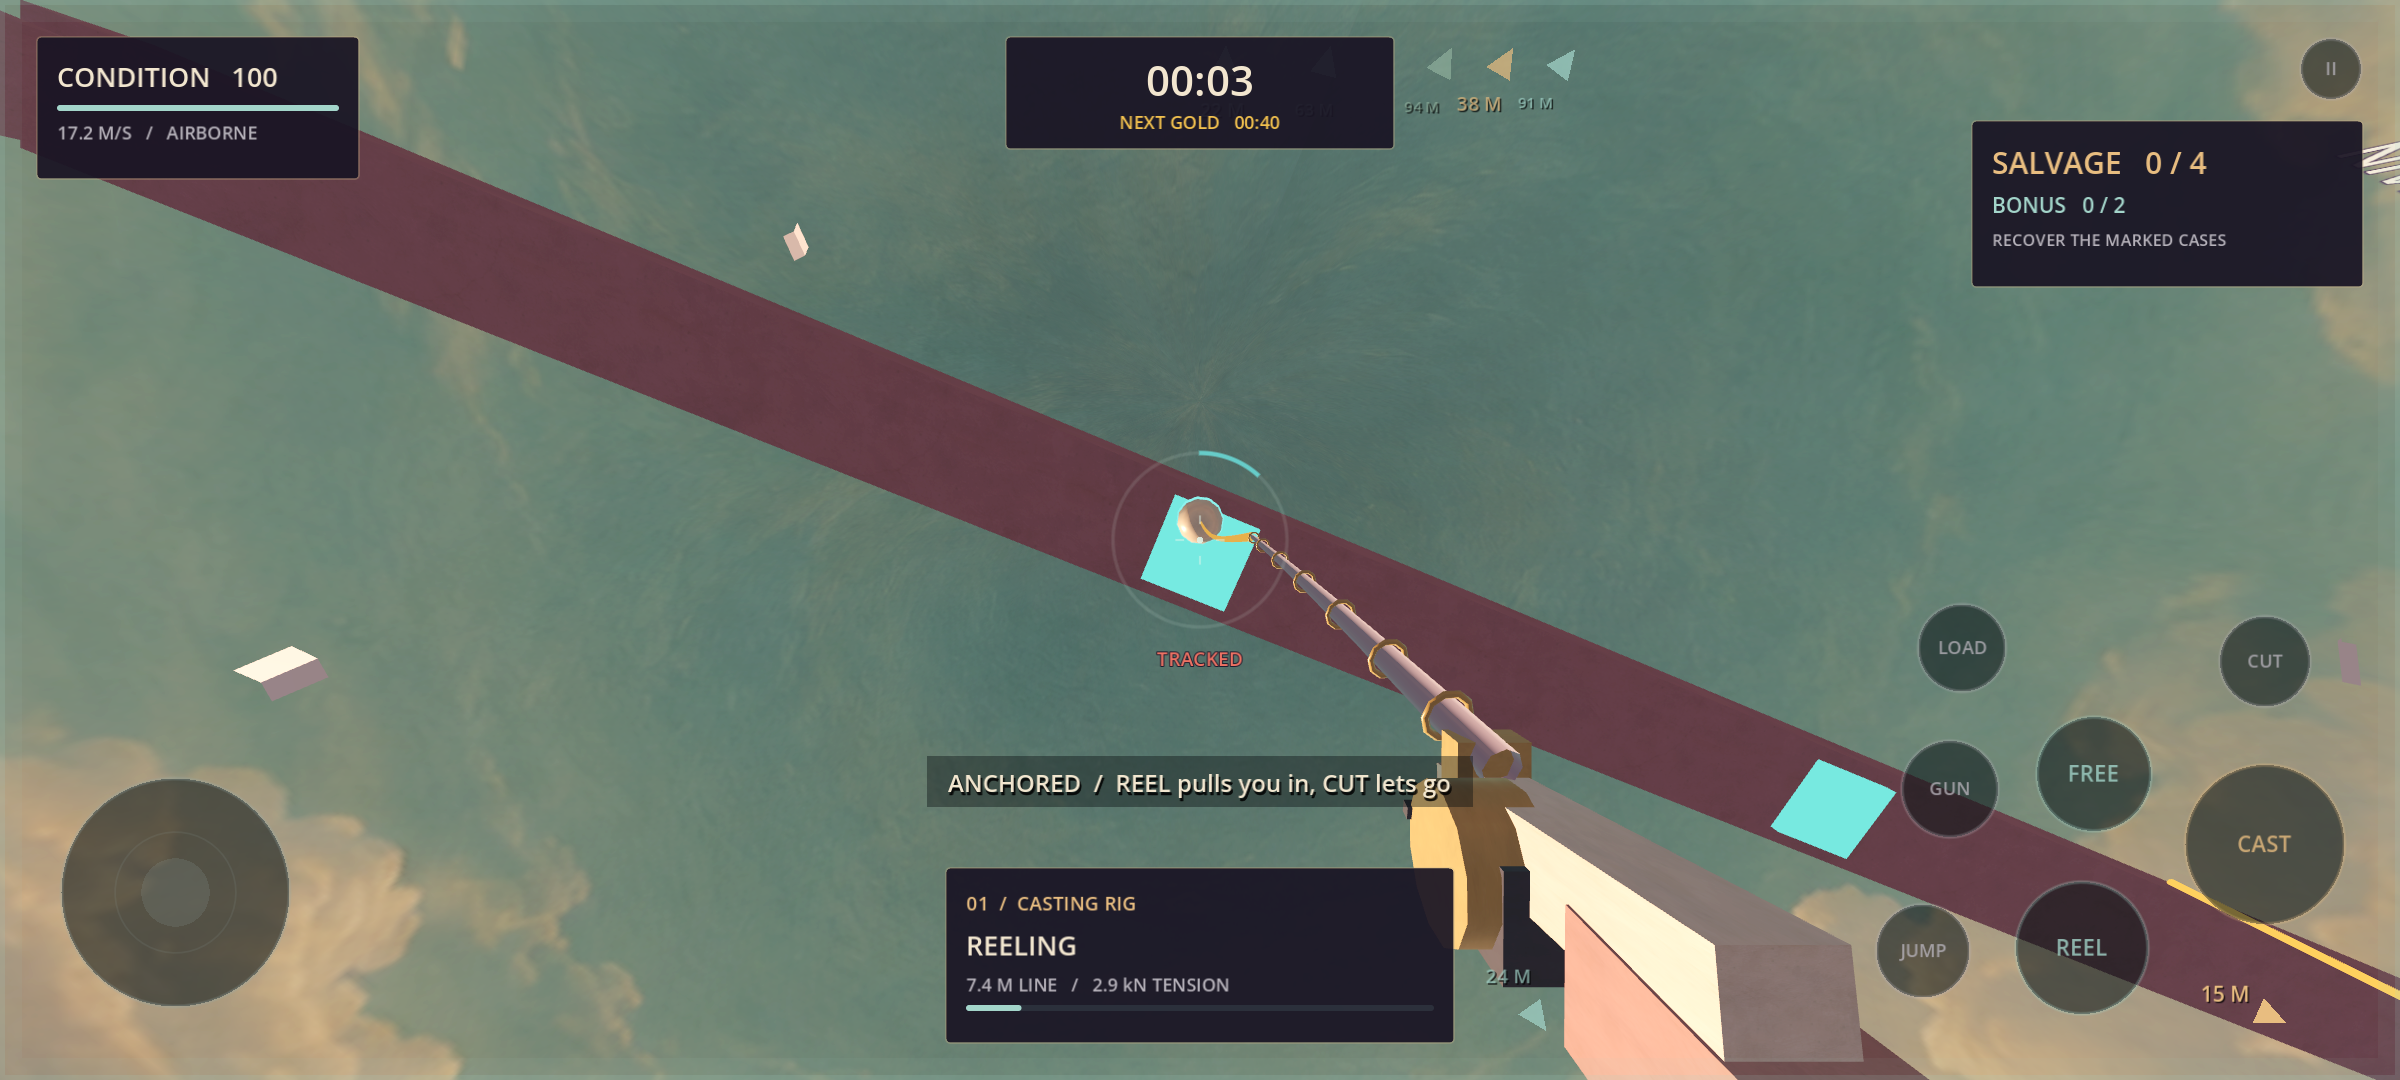 CONDITION 100
17.2 M/S / AIRBORNE
00:03
NEXT GOLD 00:40
94 M
38 M
91 M
SALVAGE 0 / 4
BONUS 0 / 2
RECOVER THE MARKED CASES
TRACKED
ANCHORED / REEL pulls you in, CUT lets go
01 / CASTING RIG
REELING
7.4 M LINE / 2.9 kN TENSION
24 M
LOAD
CUT
GUN
FREE
CAST
JUMP
REEL
15 M